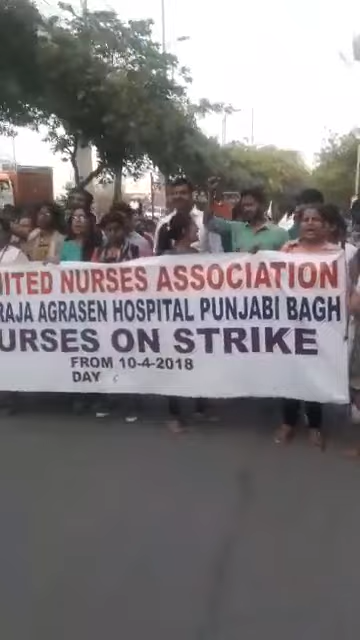 NITED NURSES ASSOCIATION
RAJA AGRASEN HOSPITAL PUNJABI BAGH
URSES ON STRIKE
FROM 10-4-2018
DAY